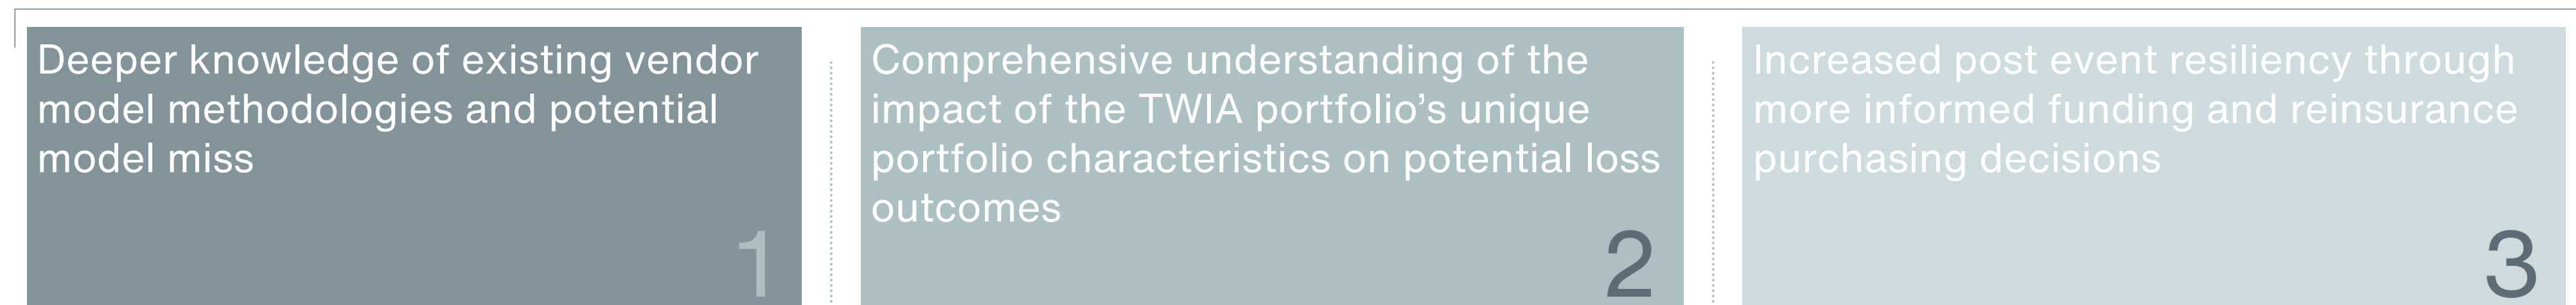 Deeper knowledge of existing vendor
model methodologies and potential
model miss
1
Comprehensive understanding of the
impact of the TWIA portfolio’s unique
portfolio characteristics on potential loss
outcomes
2
Increased post event resiliency through
more informed funding and reinsurance
purchasing decisions
3